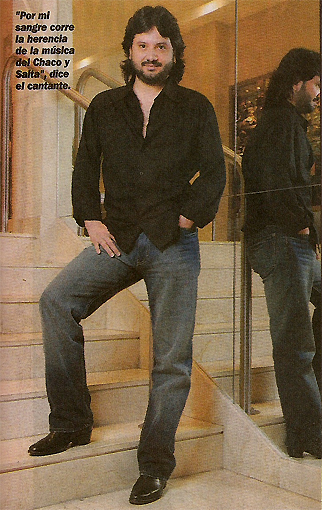 "Por mi
sangre corre
la herencia
de la música
del Chaco y
Salta", dice
el cantante.